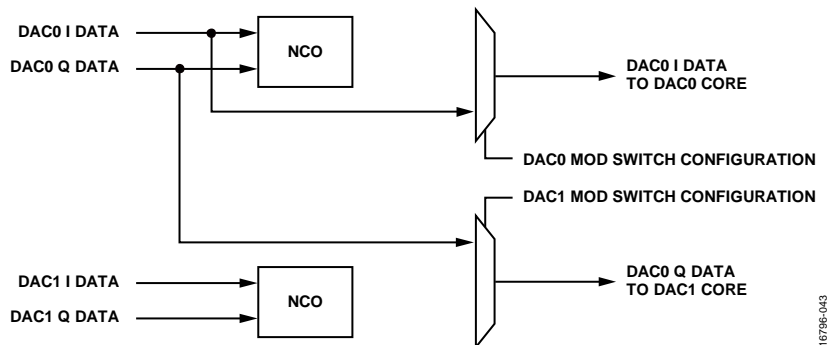 DAC0 I DATA
DAC0 Q DATA
NCO
DAC0 I DATA
TO DAC0 CORE
DAC0 MOD SWITCH CONFIGURATION
DAC1 MOD SWITCH CONFIGURATION
DAC1 I DATA
DAC1 Q DATA
NCO
DAC0 Q DATA
TO DAC1 CORE
16796-043